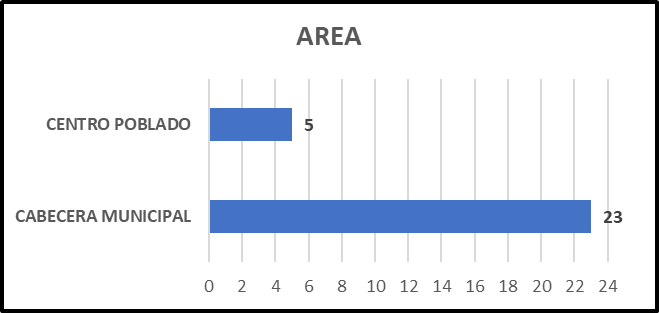 AREA
CENTRO POBLADO
5
CABECERA MUNICIPAL
23
0 2 4 6 8 10 12 14 16 18 20 22 24